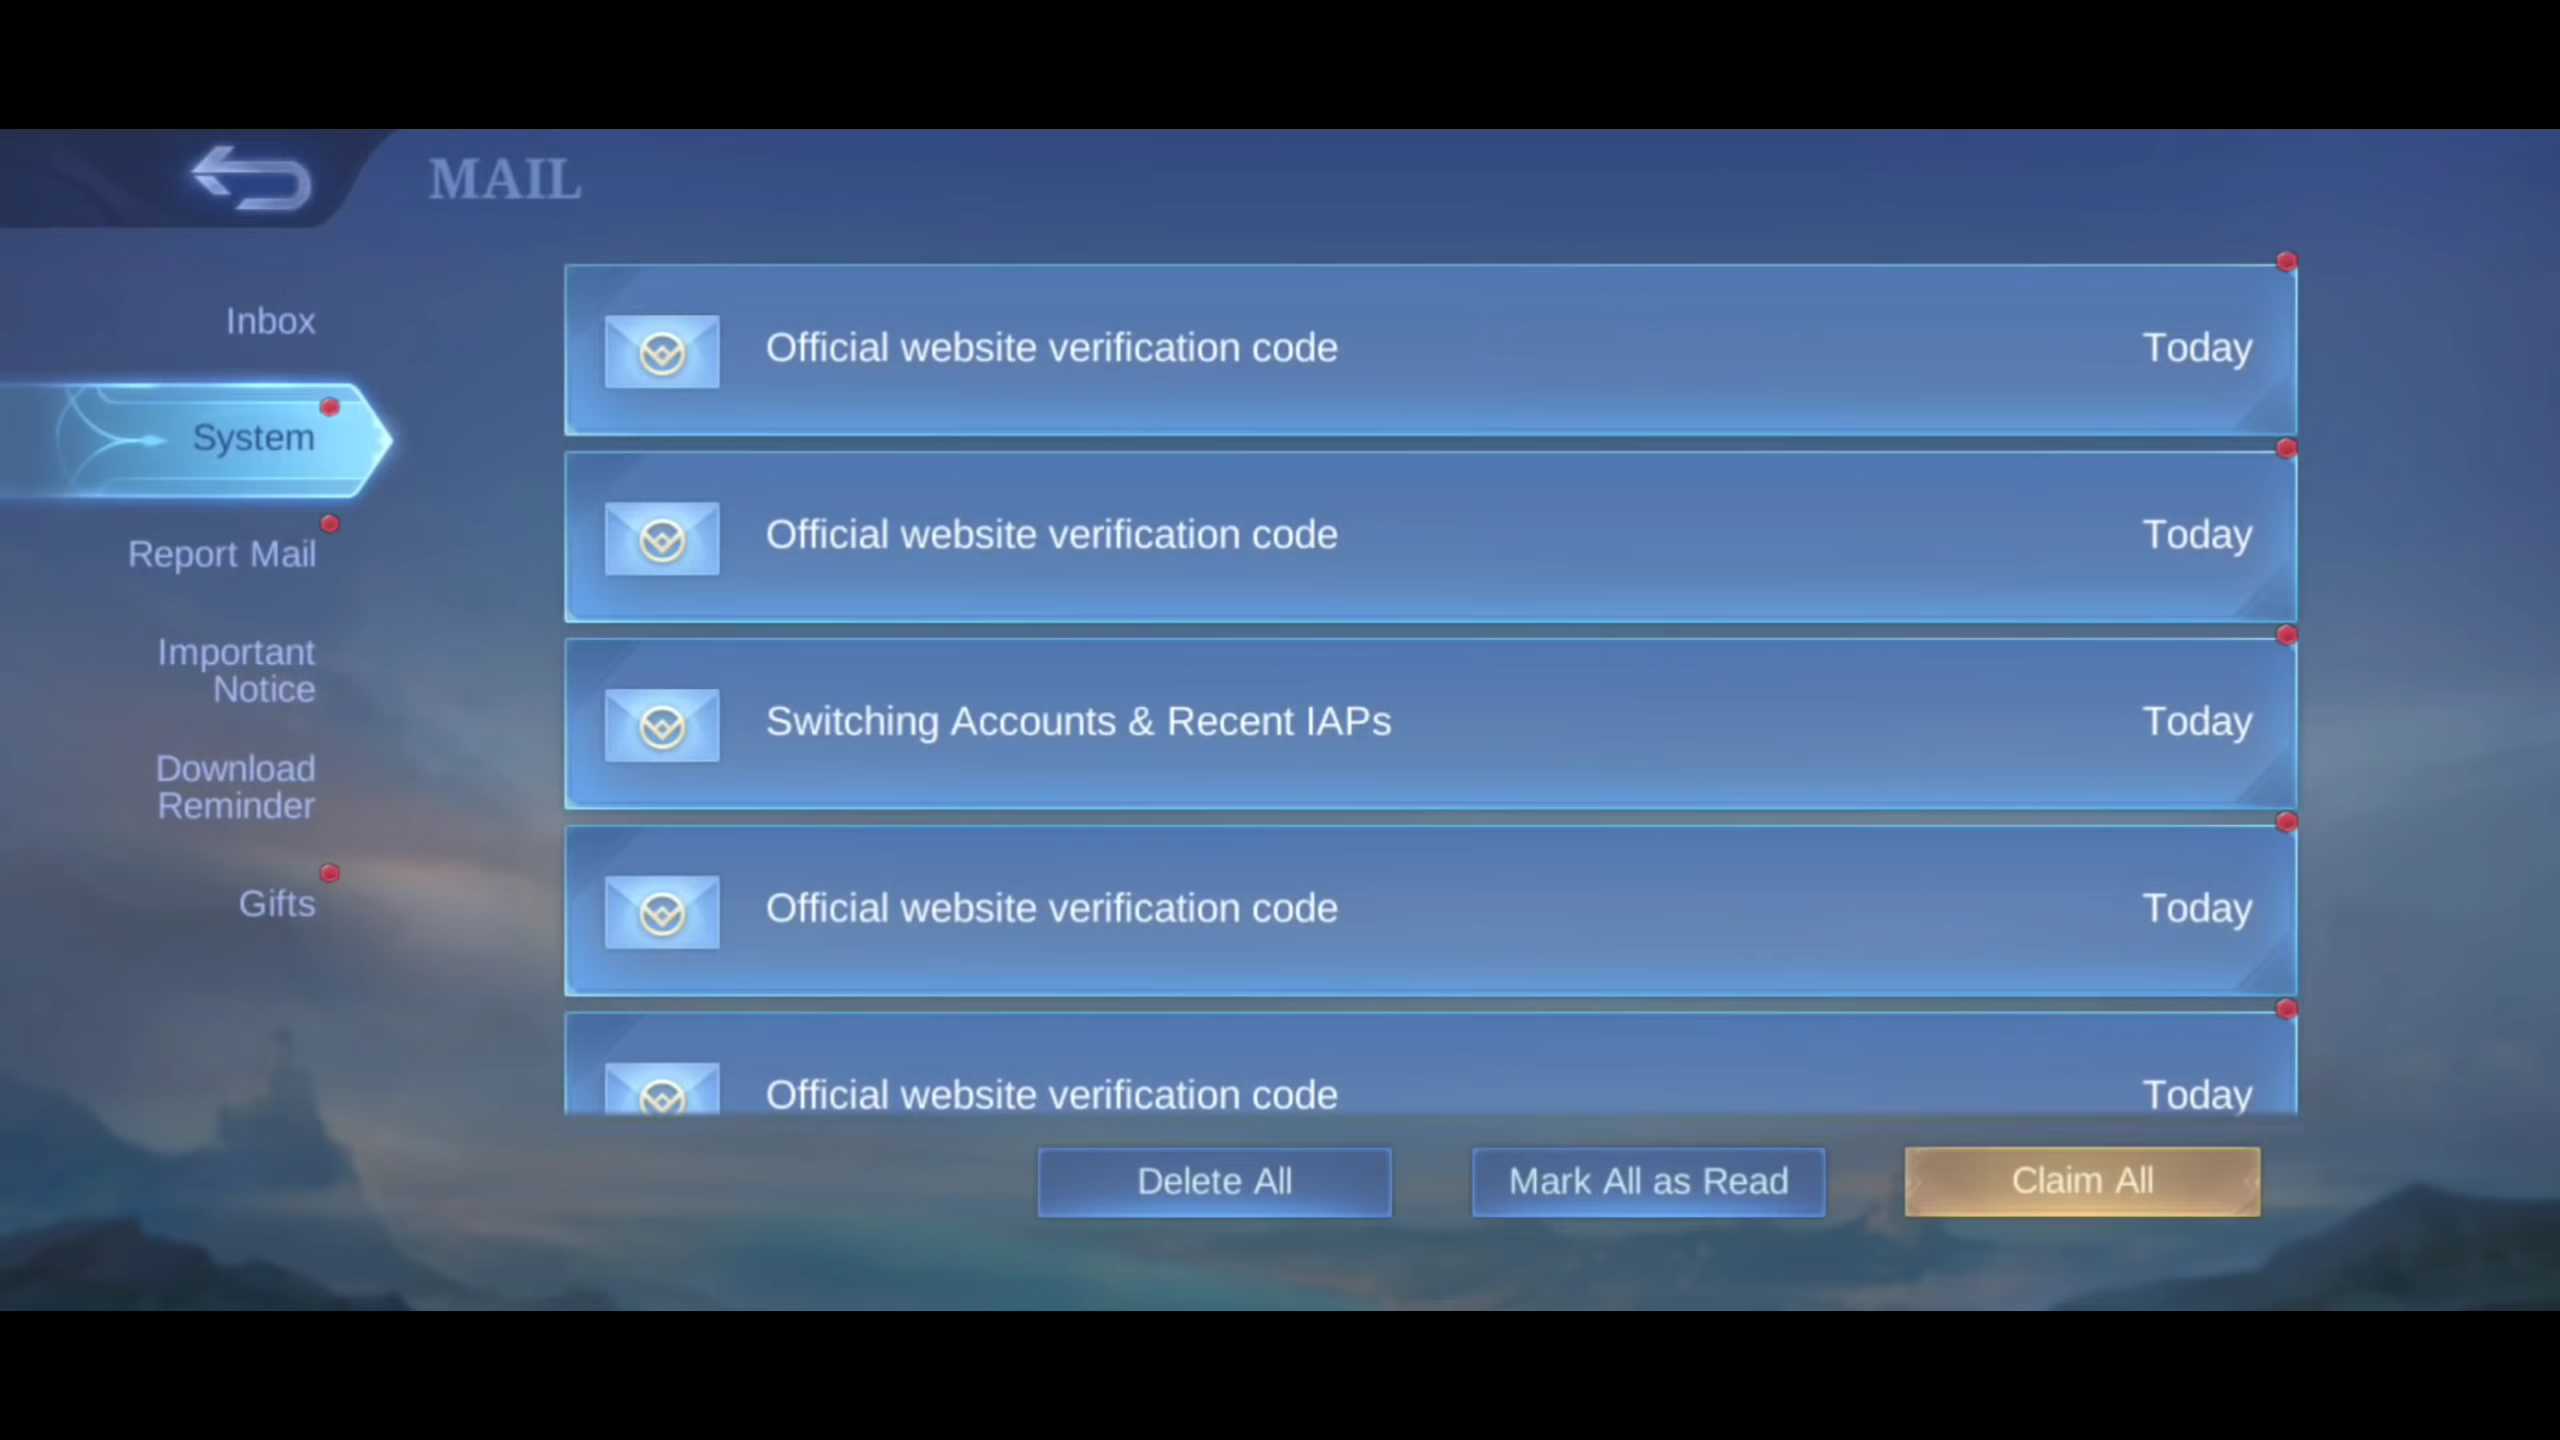 MAIL
Inbox
System
Report Mail
Important
Notice
Download
Reminder
Gifts
Official website verification code Today
Official website verification code Today
Switching Accounts & Recent IAPs Today
Official website verification code Today
Official website verification code Today
Delete All
Mark All as Read
Claim All